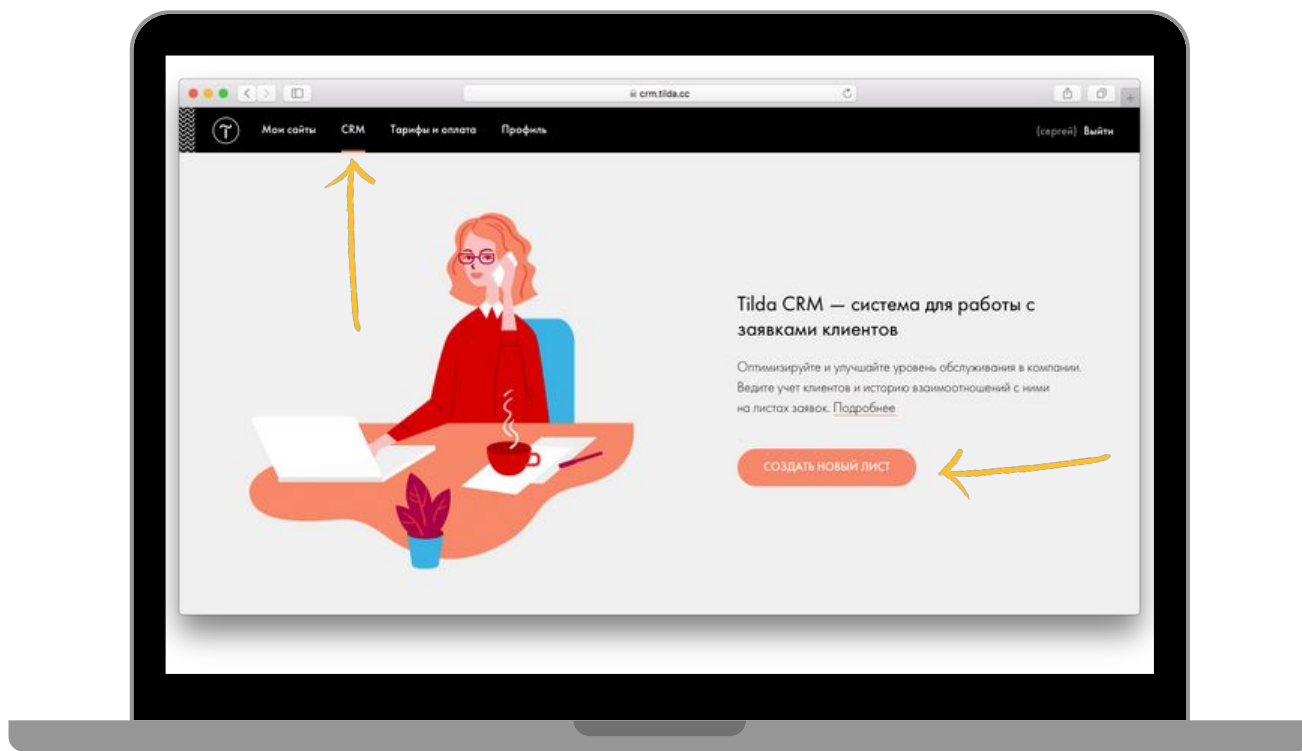 crm.tilda.cc
Мои сайты CRM Тарифы и оплата Профиль (сергей) Выйти
Tilda CRM — система для работы с
заявками клиентов
Оптимизируйте и улучшайте уровень обслуживания в компании.
Ведите учет клиентов и историю взаимоотношений с ними
на листах заявок. Подробнее
СОЗДАТЬ НОВЫЙ ЛИСТ